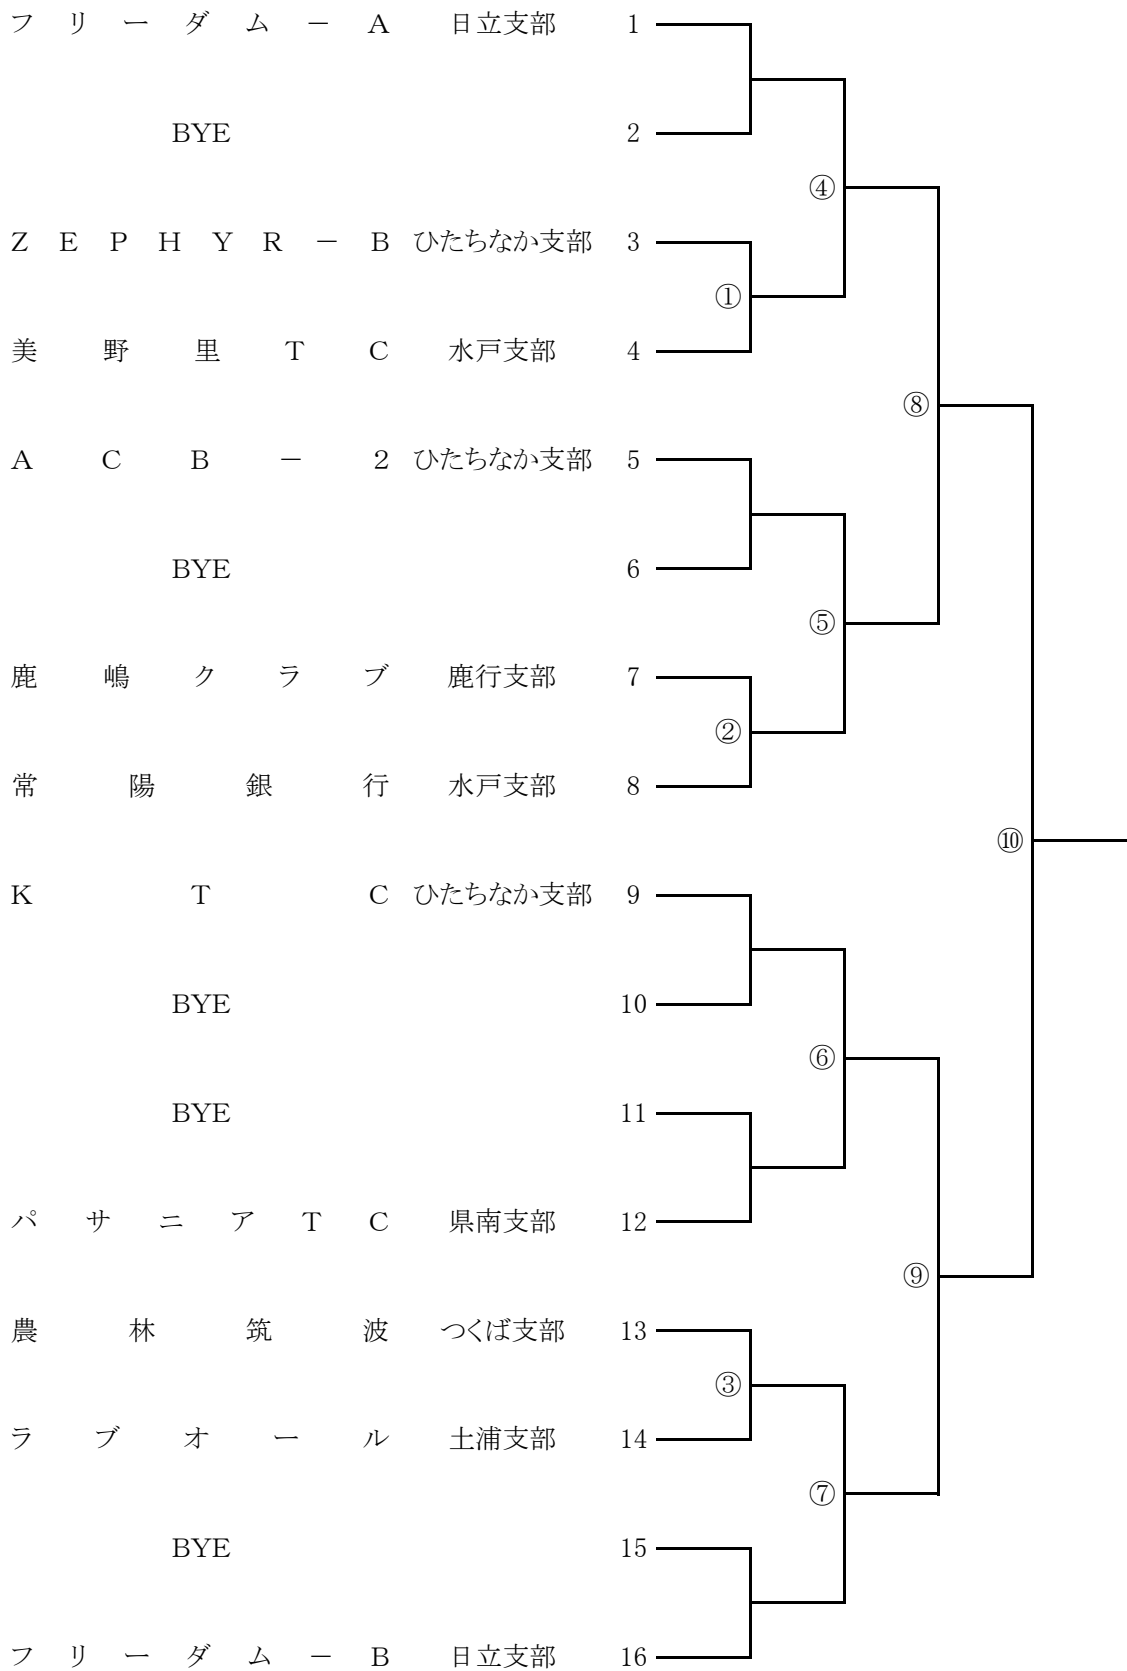 フリーダム－A 日立支部 1
BYE 2
④
ZEPHYR－B ひたちなか支部 3
①
美野里TC 水戸支部 4
⑧
ACB－2 ひたちなか支部 5
BYE 6
⑤
鹿嶋クラブ 鹿行支部 7
②
常陽銀行 水戸支部 8
⑩
KTC ひたちなか支部 9
BYE 10
⑥
BYE 11
パサニアTC 県南支部 12
⑨
農林筑波 つくば支部 13
③
ラブオール 土浦支部 14
⑦
BYE 15
フリーダム－B 日立支部 16